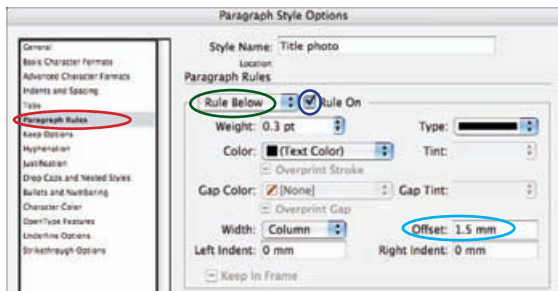 Paragraph Style Options
General
Basic Character Formats
Advanced Character Formats
Indents and Spacing
Tabs
Paragraph Rules
Keep Options
Hyphenation
Justification
Drop Caps and Nested Styles
Bullets and Numbering
Character Color
OpenType Features
Underline Options
Strikethrough Options
Style Name: Title photo
Location:
Paragraph Rules
Rule Below Rule On
Weight: 0.3 pt Type:
Color: (Text Color) Tint:
Overprint Stroke
Gap Color: [None] Gap Tint:
Overprint Gap
Width: Column Offset: 1.5 mm
Left Indent: 0 mm Right Indent: 0 mm
Keep In Frame